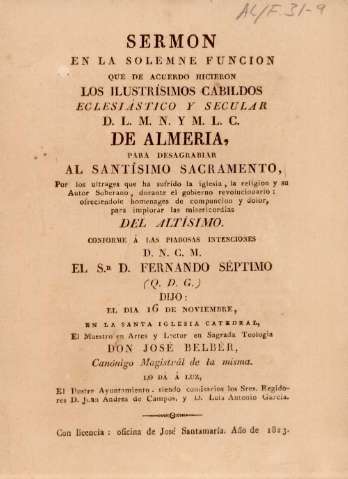 AL/F.31-9
SERMON
EN LA SOLEMNE FUNCION
QUE DE ACUERDO HICIERON
LOS ILUSTRÍSIMOS CABILDOS
ECLESIÁSTICO Y SECULAR
D. L. M. N. Y M. L. C.
DE ALMERIA,
PARA DESAGRABIAR
AL SANTÍSIMO SACRAMENTO,
Por los ultrages que ha sufrido la iglesia, la religion y su
Autor Soberano, durante el gobierno revolucionario:
ofreciendole homenages de compuncion y dolor,
para implorar las misericordias
DEL ALTÍSIMO.
CONFORME Á LAS PIADOSAS INTENCIONES
D. N. C. M.
EL S.R D. FERNANDO SÉPTIMO
(Q. D. G.)
DIJO:
EL DIA 16 DE NOVIEMBRE,
EN LA SANTA IGLESIA CATEDRAL,
El Maestro en Artes y Lector en Sagrada Teologia
DON JOSÉ BELBER,
Canónigo Magistrál de la misma.
LO DA Á LUZ,
El Ilustre Ayuntamiento: siendo comisarios los Sres. Regido-
res D. Juan Andres de Campos, y D. Luis Antonio García.
Con licencia: oficina de José Santamaría. Año de 1823.